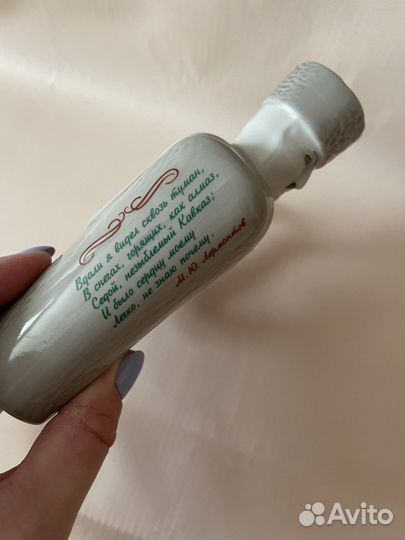 Вдали я видел сквозь туман,
В снегах, горящих, как алмаз,
Седой, незыблемый Кавказ;
И было сердцу моему
Легко, не знаю почему.
М. Ю. Лермонтов
Avito